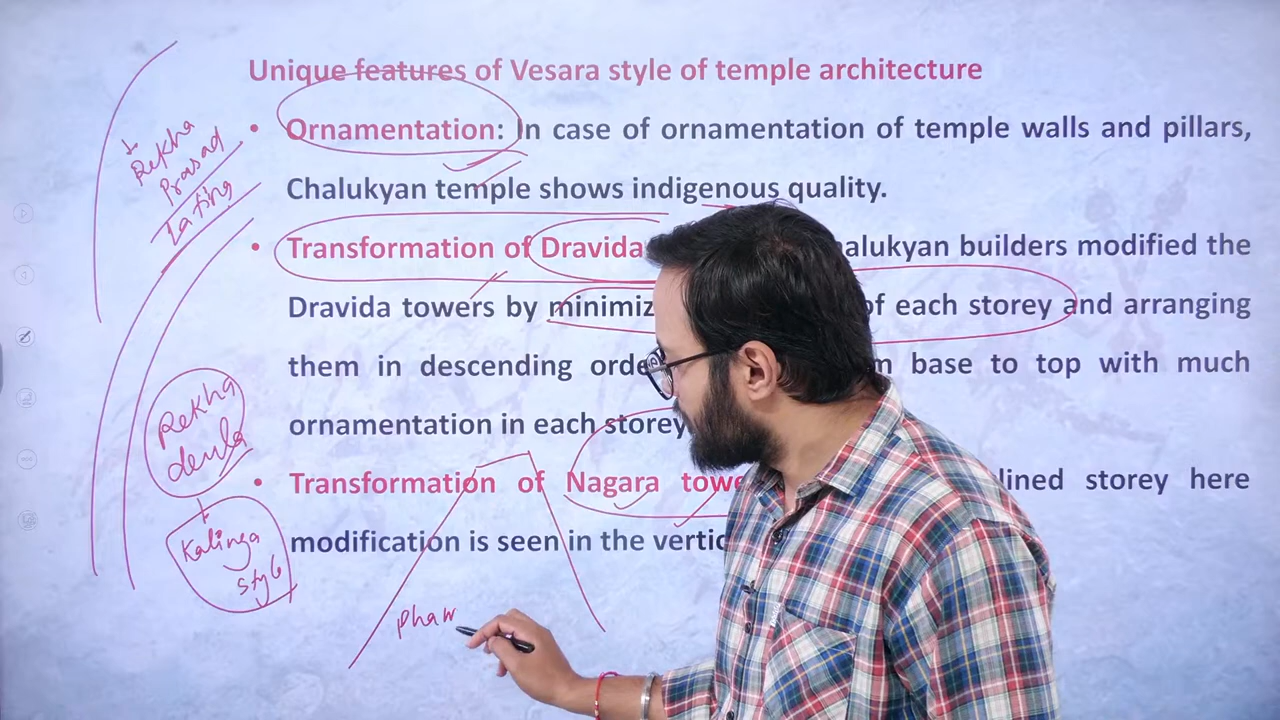 Unique features of Vesara style of temple architecture
• Ornamentation: In case of ornamentation of temple walls and pillars,
Chalukyan temple shows indigenous quality.
• Transformation of Dravida halukyan builders modified the
Dravida towers by minimiz of each storey and arranging
them in descending orde m base to top with much
ornamentation in each storey
• Transformation of Nagara towe lined storey here
modification is seen in the vertic
Rekha
Prasad
Latina
Rekha
deula
Kalinga
style
pham